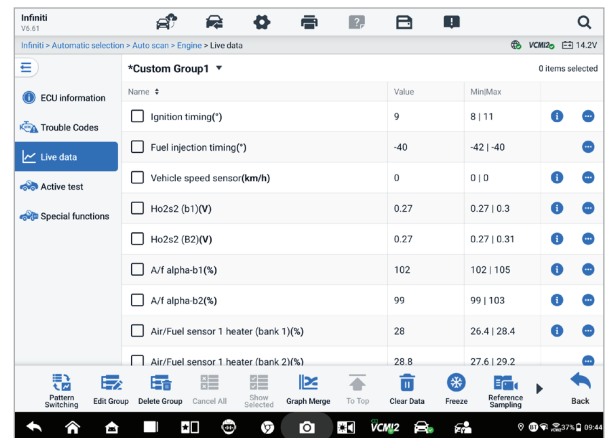 Infiniti
V6.61
Infiniti > Automatic selection > Auto scan > Engine > Live data
VCMI2
14.2V
*Custom Group1 ▼
0 items selected
ECU information
Trouble Codes
Live data
Active test
Special functions
Name Value Min|Max
Ignition timing(°) 9 8 | 11
Fuel injection timing(°) -40 -42 | -40
Vehicle speed sensor(km/h) 0 0 | 0
Ho2s2 (b1)(V) 0.27 0.27 | 0.3
Ho2s2 (B2)(V) 0.27 0.27 | 0.31
A/f alpha-b1(%) 102 102 | 105
A/f alpha-b2(%) 99 99 | 103
Air/Fuel sensor 1 heater (bank 1)(%) 28 26.4 | 28.4
Air/Fuel sensor 1 heater (bank 2)(%) 28.8 27.6 | 29.2
Pattern Switching
Edit Group
Delete Group
Cancel All
Show Selected
Graph Merge
To Top
Clear Data
Freeze
Reference Sampling
Back
VCMI2
37%
09:44